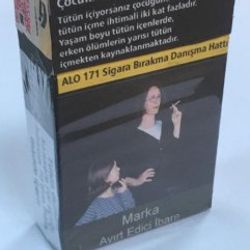 Tütün içiyorsanız çocuğunuzun
tütün içme ihtimali iki kat fazladır.
Yaşam boyu tütün içenlerde,
erken ölümlerin yarısı tütün
içmekten kaynaklanmaktadır.
ALO 171 Sigara Bırakma Danışma Hattı
Marka
Ayırt Edici İbare